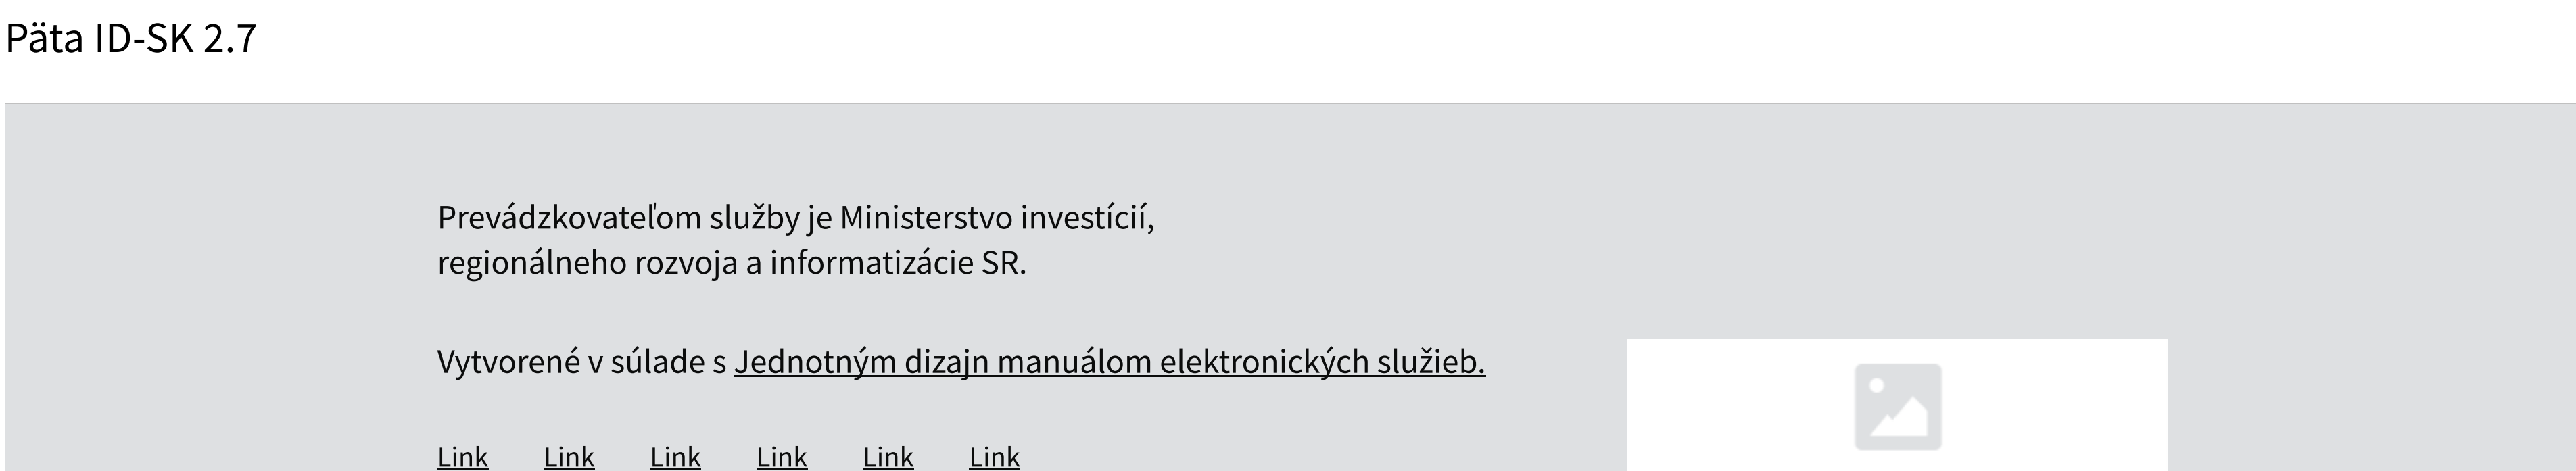 Päta ID-SK 2.7
Prevádzkovateľom služby je Ministerstvo investícií,
regionálneho rozvoja a informatizácie SR.
Vytvorené v súlade s Jednotným dizajn manuálom elektronických služieb.
Link Link Link Link Link Link